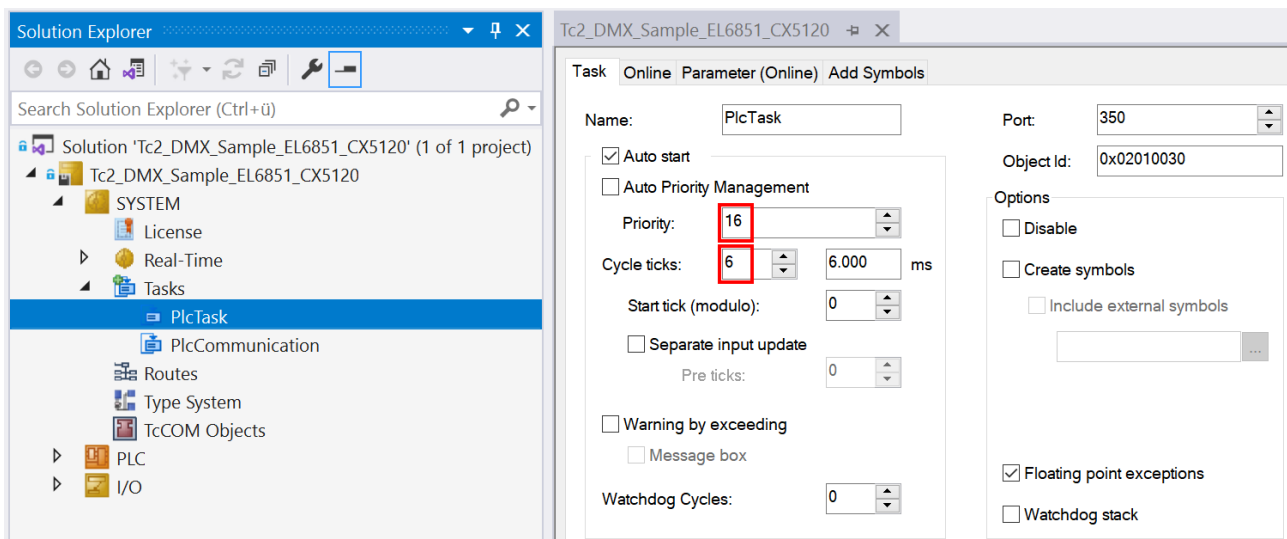 Solution Explorer
Search Solution Explorer (Ctrl+ü)
Solution 'Tc2_DMX_Sample_EL6851_CX5120' (1 of 1 project)
Tc2_DMX_Sample_EL6851_CX5120
SYSTEM
License
Real-Time
Tasks
PlcTask
PlcCommunication
Routes
Type System
TcCOM Objects
PLC
I/O
Tc2_DMX_Sample_EL6851_CX5120
Task Online Parameter (Online) Add Symbols
Name: PlcTask
Auto start
Auto Priority Management
Priority: 16
Cycle ticks: 6 6.000 ms
Start tick (modulo): 0
Separate input update
Pre ticks: 0
Warning by exceeding
Message box
Watchdog Cycles: 0
Port: 350
Object Id: 0x02010030
Options
Disable
Create symbols
Include external symbols
...
Floating point exceptions
Watchdog stack